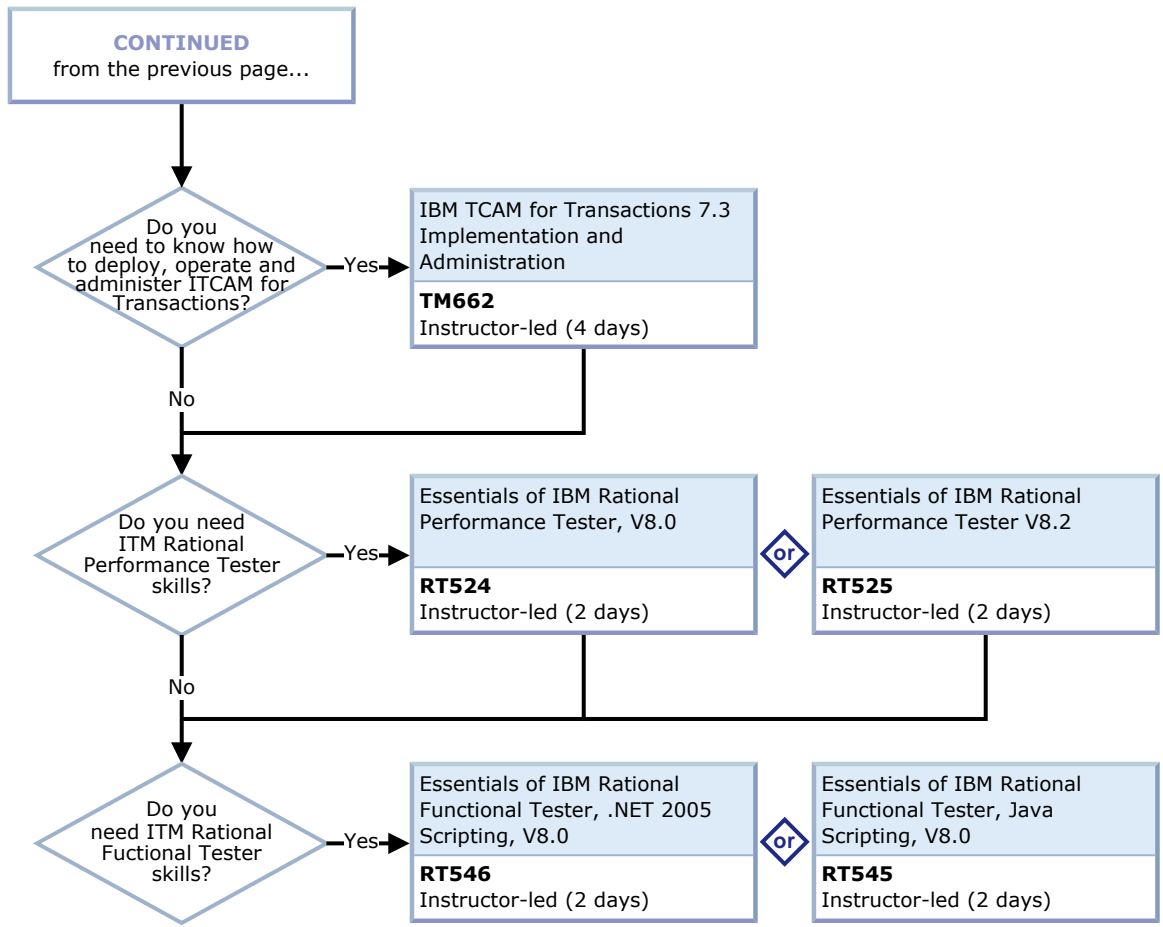 CONTINUED
from the previous page...
Do you
need to know how
to deploy, operate and
administer ITCAM for
Transactions?
Yes
IBM TCAM for Transactions 7.3
Implementation and
Administration
TM662
Instructor-led (4 days)
No
Do you need
ITM Rational
Performance Tester
skills?
Yes
Essentials of IBM Rational
Performance Tester, V8.0
RT524
Instructor-led (2 days)
or
Essentials of IBM Rational
Performance Tester V8.2
RT525
Instructor-led (2 days)
No
Do you
need ITM Rational
Fuctional Tester
skills?
Yes
Essentials of IBM Rational
Functional Tester, .NET 2005
Scripting, V8.0
RT546
Instructor-led (2 days)
or
Essentials of IBM Rational
Functional Tester, Java
Scripting, V8.0
RT545
Instructor-led (2 days)